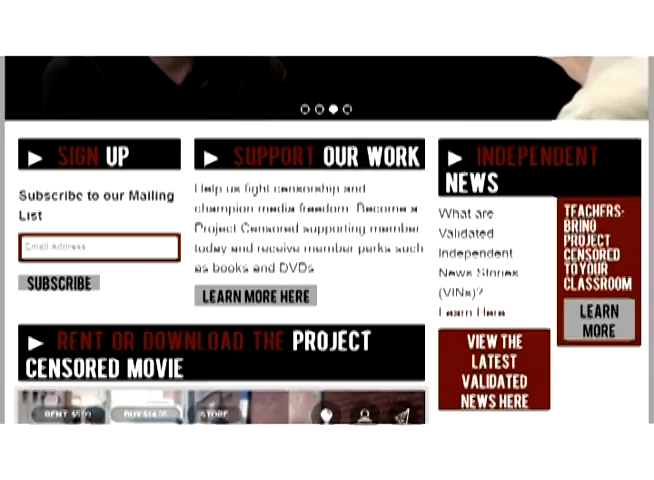 SIGN UP
Subscribe to our Mailing
List
Email Address
SUBSCRIBE
SUPPORT OUR WORK
Help us fight censorship and
champion media freedom. Become a
Project Censored supporting member
today and receive member perks such
as books and DVDs
LEARN MORE HERE
RENT OR DOWNLOAD THE PROJECT
CENSORED MOVIE
RENT
BUY
STORE
INDEPENDENT
NEWS
What are
Validated
Independent
News Stories
(VINs)?
Learn Here
VIEW THE
LATEST
VALIDATED
NEWS HERE
TEACHERS-
BRING
PROJECT
CENSORED
TO YOUR
CLASSROOM
LEARN
MORE